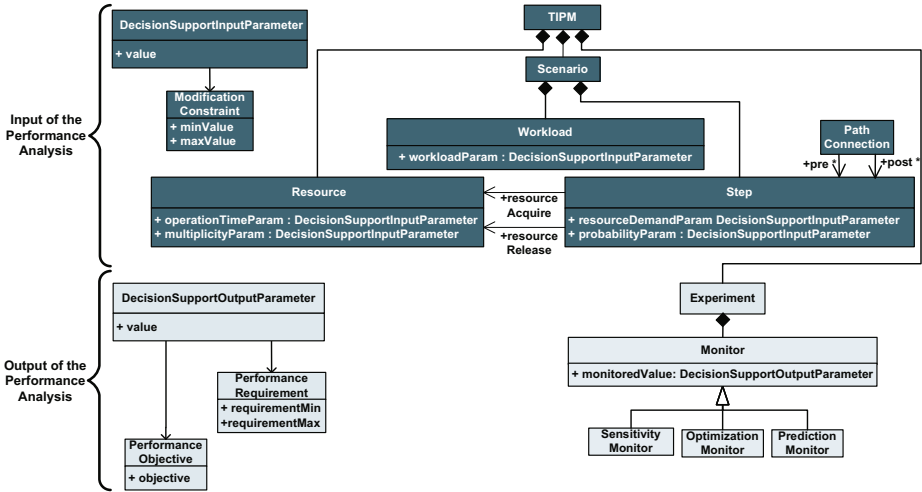 DecisionSupportInputParameter
+ value
Modification
Constraint
+ minValue
+ maxValue
Input of the
Performance
Analysis
TIPM
Scenario
Workload
+ workloadParam : DecisionSupportInputParameter
Path
Connection
+pre *
+post *
Resource
+ operationTimeParam : DecisionSupportInputParameter
+ multiplicityParam : DecisionSupportInputParameter
+resource
Acquire
+resource
Release
Step
+ resourceDemandParam DecisionSupportInputParameter
+ probabilityParam : DecisionSupportInputParameter
Output of the
Performance
Analysis
DecisionSupportOutputParameter
+ value
Performance
Requirement
+ requirementMin
+requirementMax
Performance
Objective
+ objective
Experiment
Monitor
+ monitoredValue: DecisionSupportOutputParameter
Sensitivity
Monitor
Optimization
Monitor
Prediction
Monitor